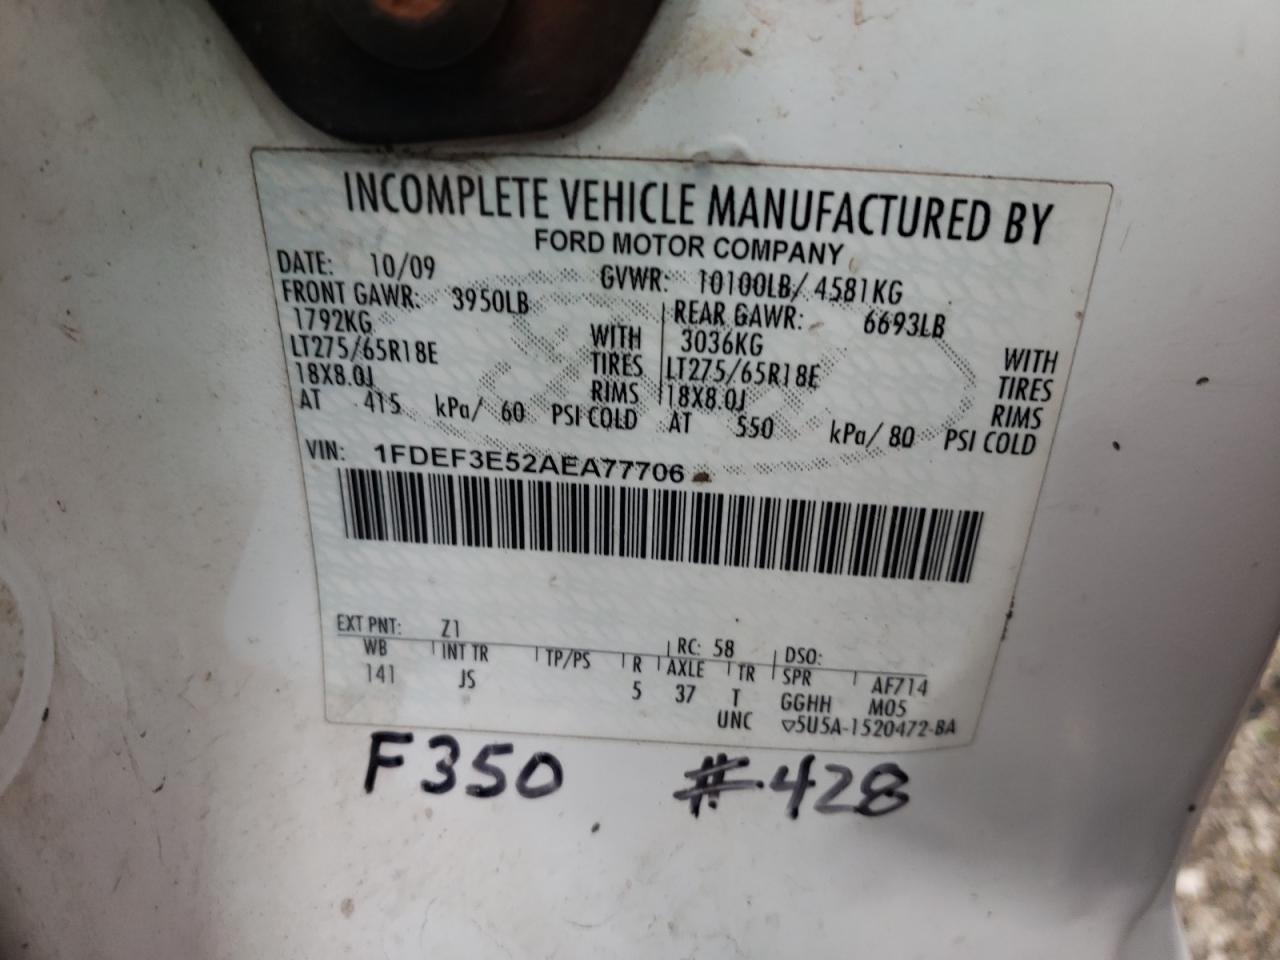 INCOMPLETE VEHICLE MANUFACTURED BY
FORD MOTOR COMPANY
DATE: 10/09 GVWR: 10100LB/ 4581KG
FRONT GAWR: 3950LB REAR GAWR: 6693LB
1792KG WITH 3036KG WITH
LT275/65R18E TIRES LT275/65R18E TIRES
18X8.0J RIMS 18X8.0J RIMS
AT 415 kPa/ 60 PSI COLD AT 550 kPa/ 80 PSI COLD
VIN: 1FDEF3E52AEA77706
EXT PNT: Z1 RC: 58 DSO:
WB INT TR TP/PS R AXLE TR SPR AF714
141 JS 5 37 T GGHH M05
UNC ▽5U5A-1520472-BA
F350 #428